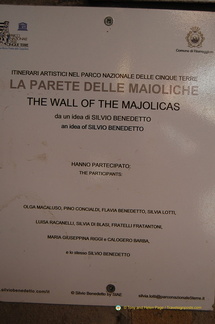 ITINERARI ARTISTICI NEL PARCO NAZIONALE DELLE CINQUE TERRE
LA PARETE DELLE MAIOLICHE
THE WALL OF THE MAJOLICAS
da un idea di SILVIO BENEDETTO
an idea of SILVIO BENEDETTO
HANNO PARTECIPATO:
THE PARTICIPANTS:
OLGA MACALUSO, PINO CONCIALDI, FLAVIA BENEDETTO, SILVIA LOTTI,
LUISA RACANELLI, SILVIA DI BLASI, FRATELLI FRANTANONI,
MARIA GIUSEPPINA RIGGI e CALOGERO BARBA,
e lo stesso SILVIO BENEDETTO